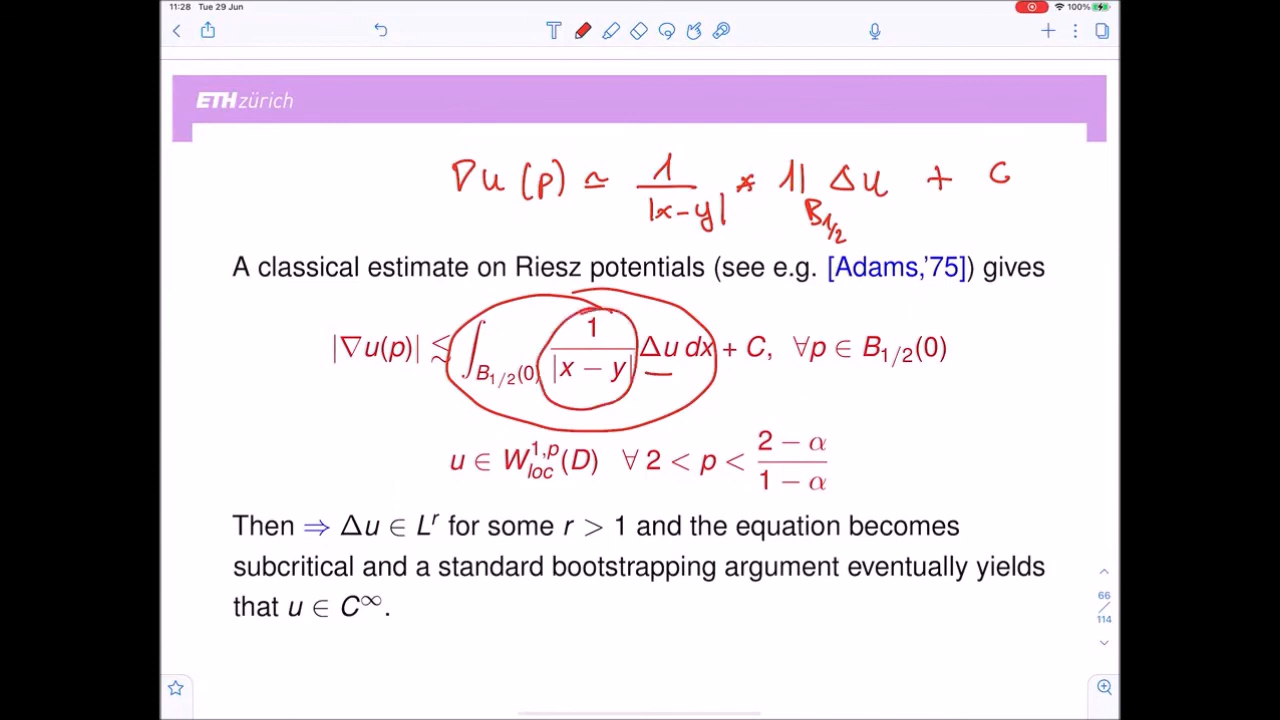 11:28 Tue 29 Jun 100%
ETH zürich
∇u (p) ≃ 1/|x-y| * 𝟙_{B_{1/2}} Δu + C
A classical estimate on Riesz potentials (see e.g. [Adams,'75]) gives
|∇u(p)| ≲ ∫_{B_{1/2}(0)} 1/|x − y| Δu dx + C, ∀p ∈ B_{1/2}(0)
u ∈ W^{1,p}_{loc}(D) ∀ 2 < p < (2 − α)/(1 − α)
Then ⇒ Δu ∈ L^r for some r > 1 and the equation becomes
subcritical and a standard bootstrapping argument eventually yields
that u ∈ C^∞.
66
/
114